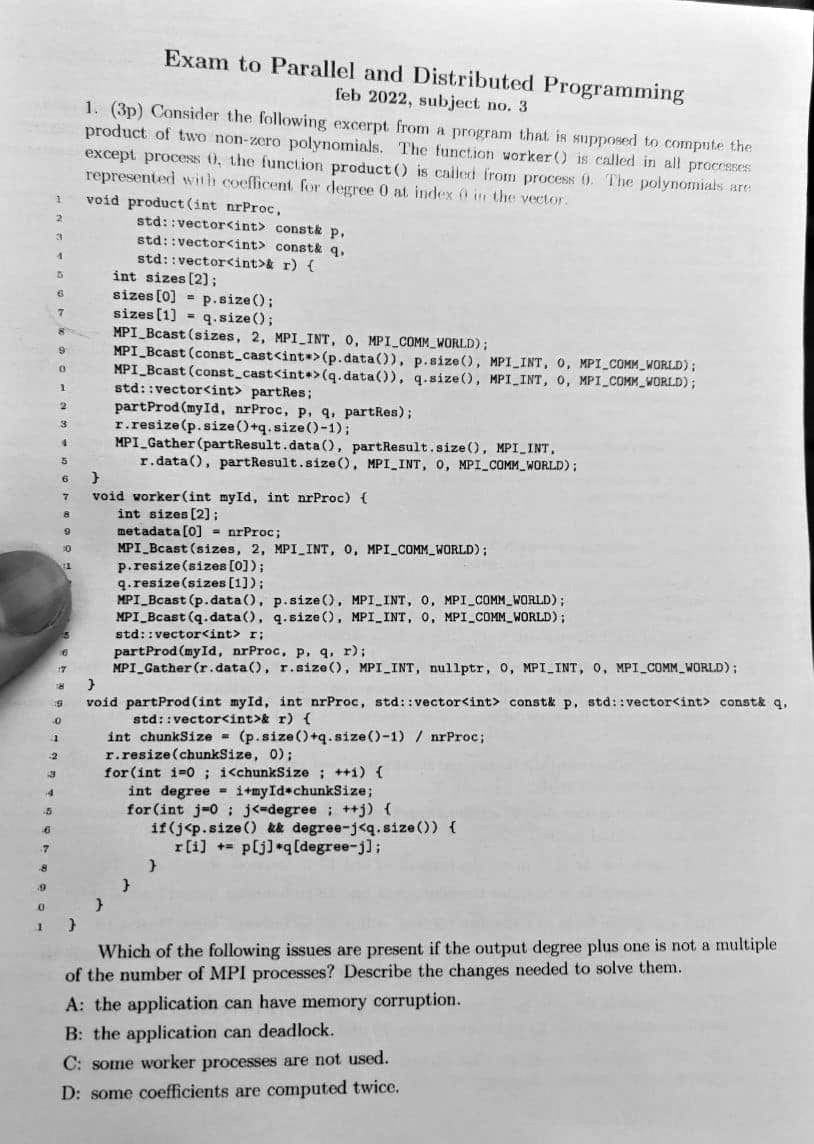 Exam to Parallel and Distributed Programming
feb 2022, subject no. 3
1. (3p) Consider the following excerpt from a program that is supposed to compute the
product of two non-zero polynomials. The function worker() is called in all processes
except process 0, the function product() is called from process 0. The polynomials are
represented with coefficent for degree 0 at index 0 in the vector.
1 void product(int nrProc,
2 std::vector<int> const& p,
3 std::vector<int> const& q,
4 std::vector<int>& r) {
5 int sizes[2];
6 sizes[0] = p.size();
7 sizes[1] = q.size();
8 MPI_Bcast(sizes, 2, MPI_INT, 0, MPI_COMM_WORLD);
9 MPI_Bcast(const_cast<int*>(p.data()), p.size(), MPI_INT, 0, MPI_COMM_WORLD);
0 MPI_Bcast(const_cast<int*>(q.data()), q.size(), MPI_INT, 0, MPI_COMM_WORLD);
1 std::vector<int> partRes;
2 partProd(myId, nrProc, p, q, partRes);
3 r.resize(p.size()+q.size()-1);
4 MPI_Gather(partResult.data(), partResult.size(), MPI_INT,
5 r.data(), partResult.size(), MPI_INT, 0, MPI_COMM_WORLD);
6 }
7 void worker(int myId, int nrProc) {
8 int sizes[2];
9 metadata[0] = nrProc;
:0 MPI_Bcast(sizes, 2, MPI_INT, 0, MPI_COMM_WORLD);
:1 p.resize(sizes[0]);
q.resize(sizes[1]);
MPI_Bcast(p.data(), p.size(), MPI_INT, 0, MPI_COMM_WORLD);
MPI_Bcast(q.data(), q.size(), MPI_INT, 0, MPI_COMM_WORLD);
5 std::vector<int> r;
6 partProd(myId, nrProc, p, q, r);
:7 MPI_Gather(r.data(), r.size(), MPI_INT, nullptr, 0, MPI_INT, 0, MPI_COMM_WORLD);
:8 }
:9 void partProd(int myId, int nrProc, std::vector<int> const& p, std::vector<int> const& q,
.0 std::vector<int>& r) {
.1 int chunkSize = (p.size()+q.size()-1) / nrProc;
.2 r.resize(chunkSize, 0);
.3 for(int i=0 ; i<chunkSize ; ++i) {
.4 int degree = i+myId*chunkSize;
.5 for(int j=0 ; j<=degree ; ++j) {
.6 if(j<p.size() && degree-j<q.size()) {
.7 r[i] += p[j]*q[degree-j];
.8 }
.9 }
.0 }
.1 }
Which of the following issues are present if the output degree plus one is not a multiple
of the number of MPI processes? Describe the changes needed to solve them.
A: the application can have memory corruption.
B: the application can deadlock.
C: some worker processes are not used.
D: some coefficients are computed twice.